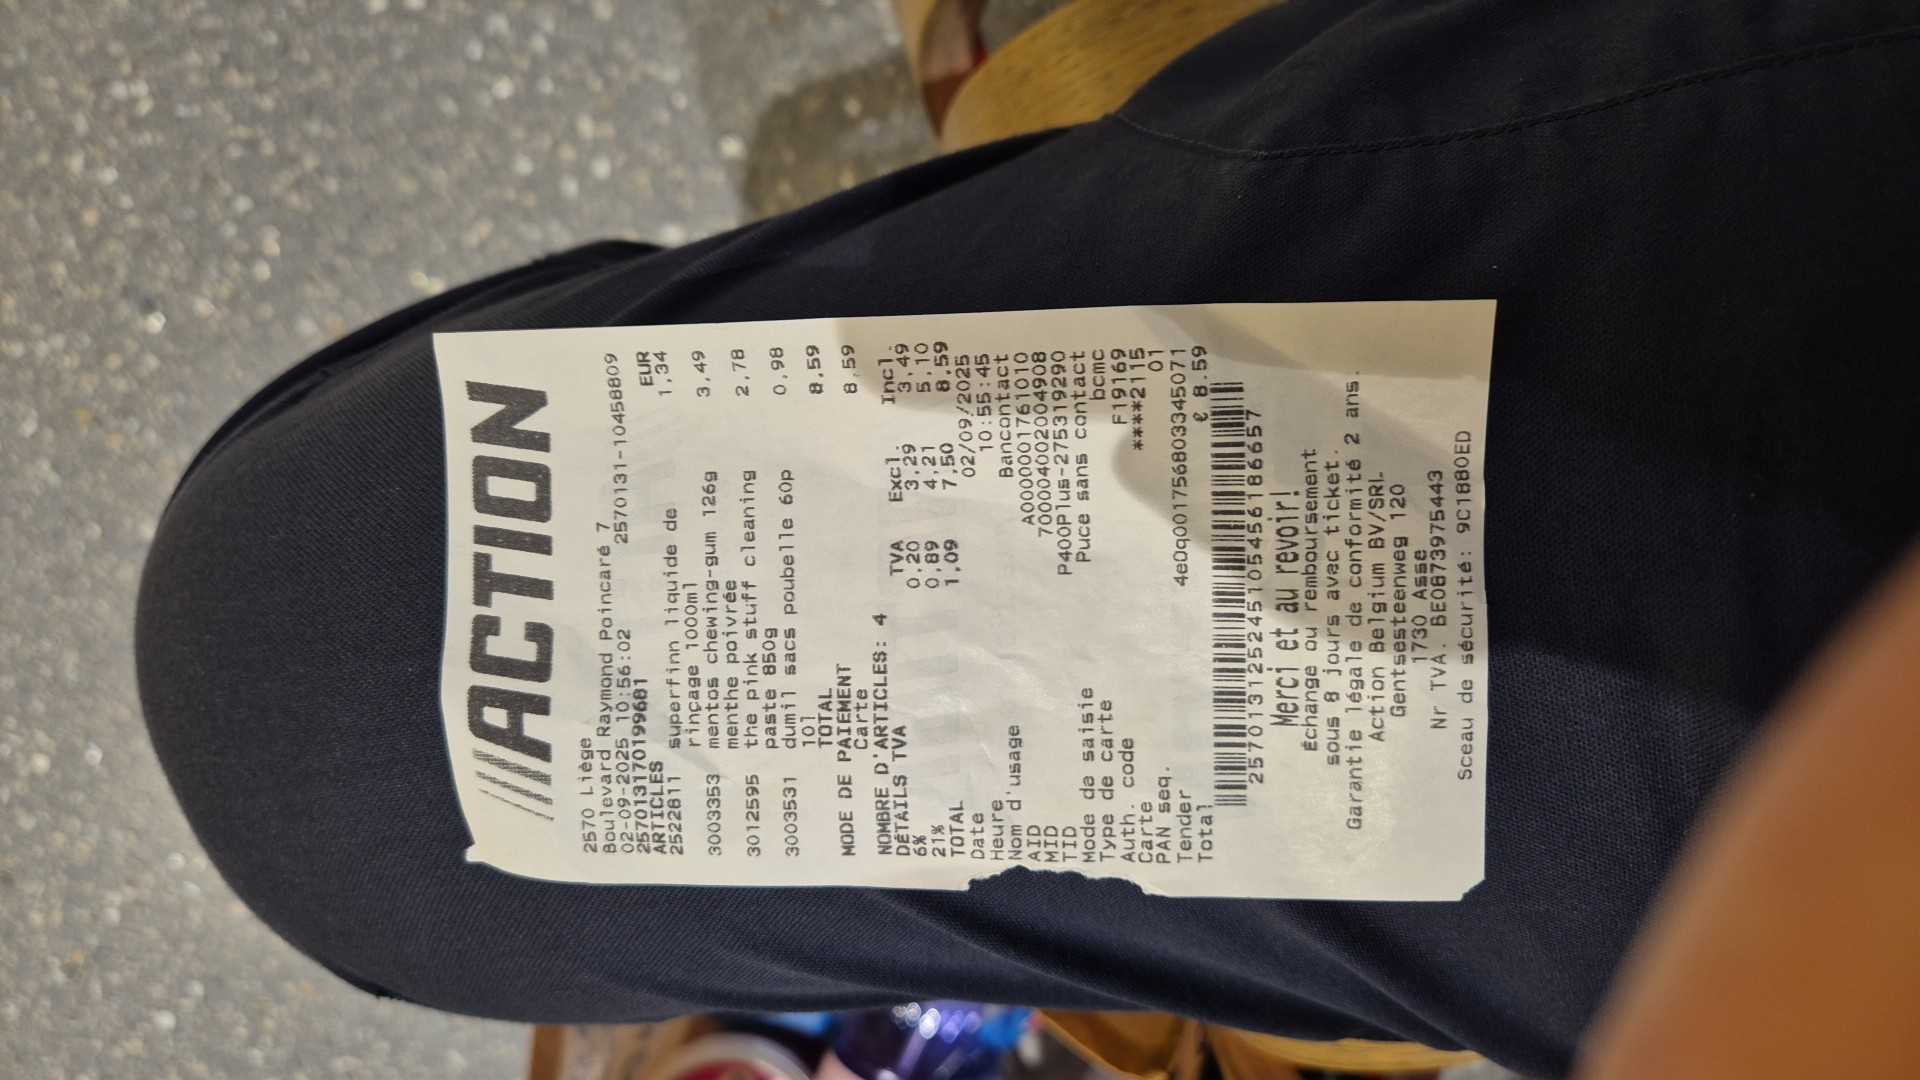 ///ACTION
2570 Liège
Boulevard Raymond Poincaré 7
02-09-2025 10:56:02 2570131-10458809
257013170199681
ARTICLES EUR
2522811 superfinn liquide de 1,34
rinçage 1000ml
3003353 mentos chewing-gum 126g 3,49
menthe poivrée
3012595 the pink stuff cleaning 2,78
paste 850g
3003531 dumil sacs poubelle 60p 0,98
10l
TOTAL 8,59
MODE DE PAIEMENT
Carte 8,59
NOMBRE D'ARTICLES: 4
DÉTAILS TVA TVA Excl. Incl.
6% 0,20 3,29 3,49
21% 0,89 4,21 5,10
TOTAL 1,09 7,50 8,59
Date 02/09/2025
Heure 10:55:45
Nom d'usage Bancontact
AID A0000001761010
MID 700004002004908
TID P400Plus-275319290
Mode de saisie Puce sans contact
Type de carte bcmc
Auth. code F19169
Carte ****2115
PAN seq. 01
Tender 4e0q001756803345071
Total € 8.59
2570131252451054561­86657
Merci et au revoir!
Échange ou remboursement
sous 8 jours avec ticket.
Garantie légale de conformité 2 ans.
Action Belgium BV/SRL
Gentsesteenweg 120
1730 Asse
Nr TVA. BE0873975443
Sceau de sécurité: 9C1880ED